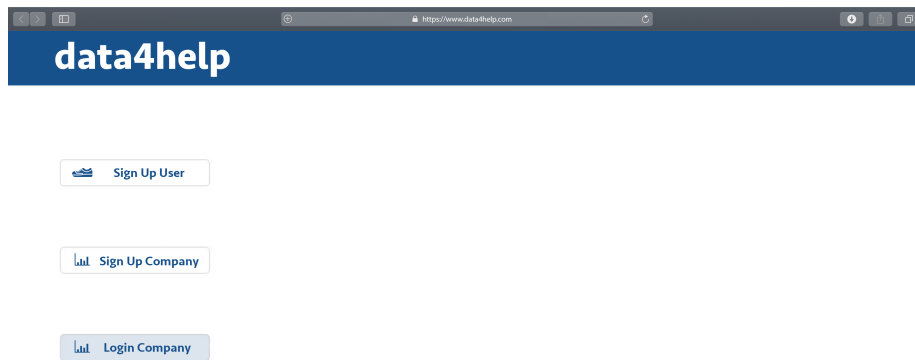 https://www.data4help.com
data4help
Sign Up User
Sign Up Company
Login Company